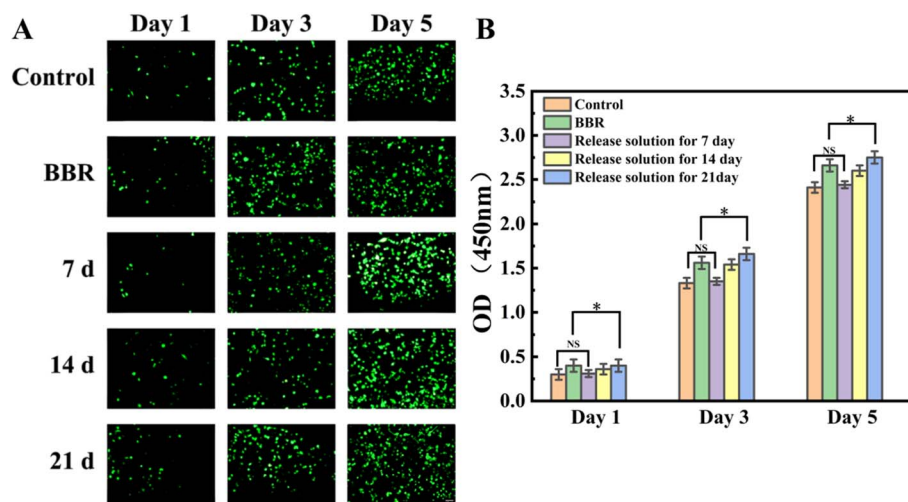 A
Day 1 Day 3 Day 5
Control
BBR
7 d
14 d
21 d
B
OD（450nm）
3.5
3.0
2.5
2.0
1.5
1.0
0.5
0.0
Control
BBR
Release solution for 7 day
Release solution for 14 day
Release solution for 21day
NS
*
NS
*
NS
*
Day 1 Day 3 Day 5